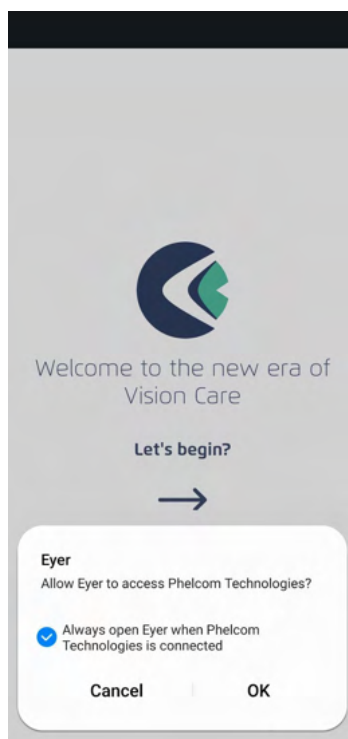 Welcome to the new era of
Vision Care
Let's begin?
Eyer
Allow Eyer to access Phelcom Technologies?
Always open Eyer when Phelcom
Technologies is connected
Cancel
OK